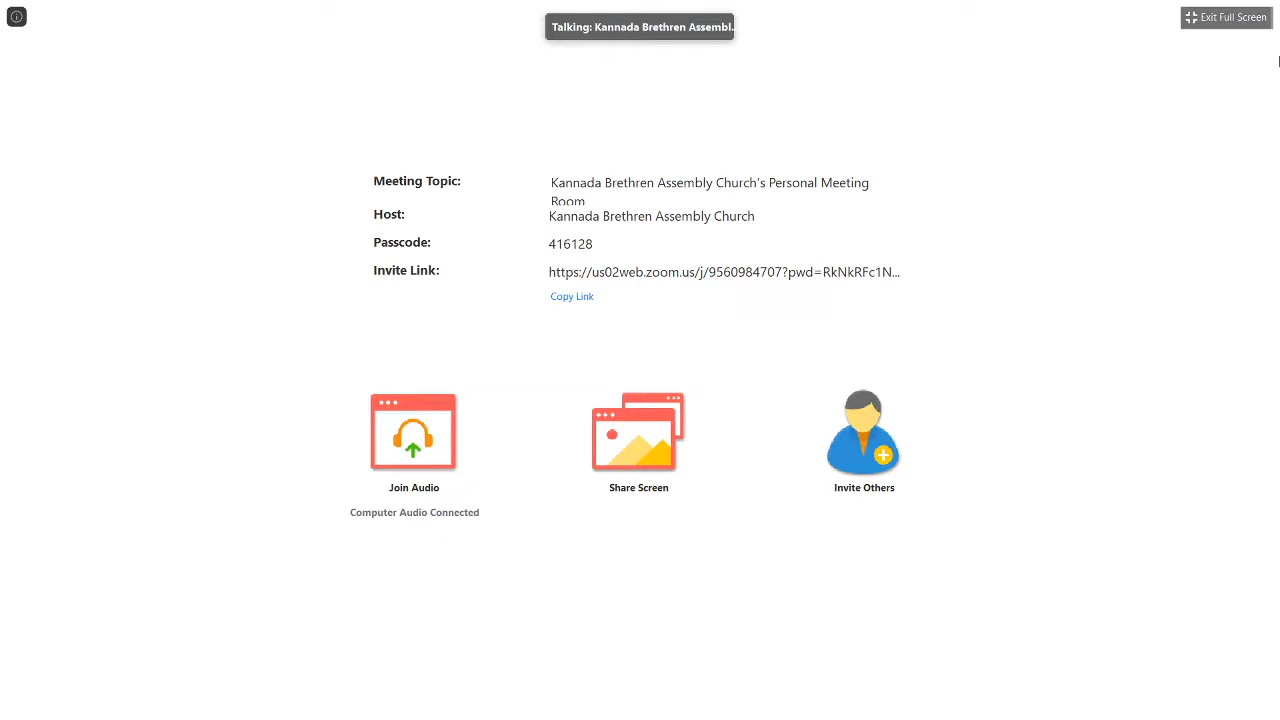 Talking: Kannada Brethren Assembl...
Exit Full Screen
Meeting Topic: Kannada Brethren Assembly Church's Personal Meeting
Room
Host: Kannada Brethren Assembly Church
Passcode: 416128
Invite Link: https://us02web.zoom.us/j/9560984707?pwd=RkNkRFc1N...
Copy Link
Join Audio Share Screen Invite Others
Computer Audio Connected